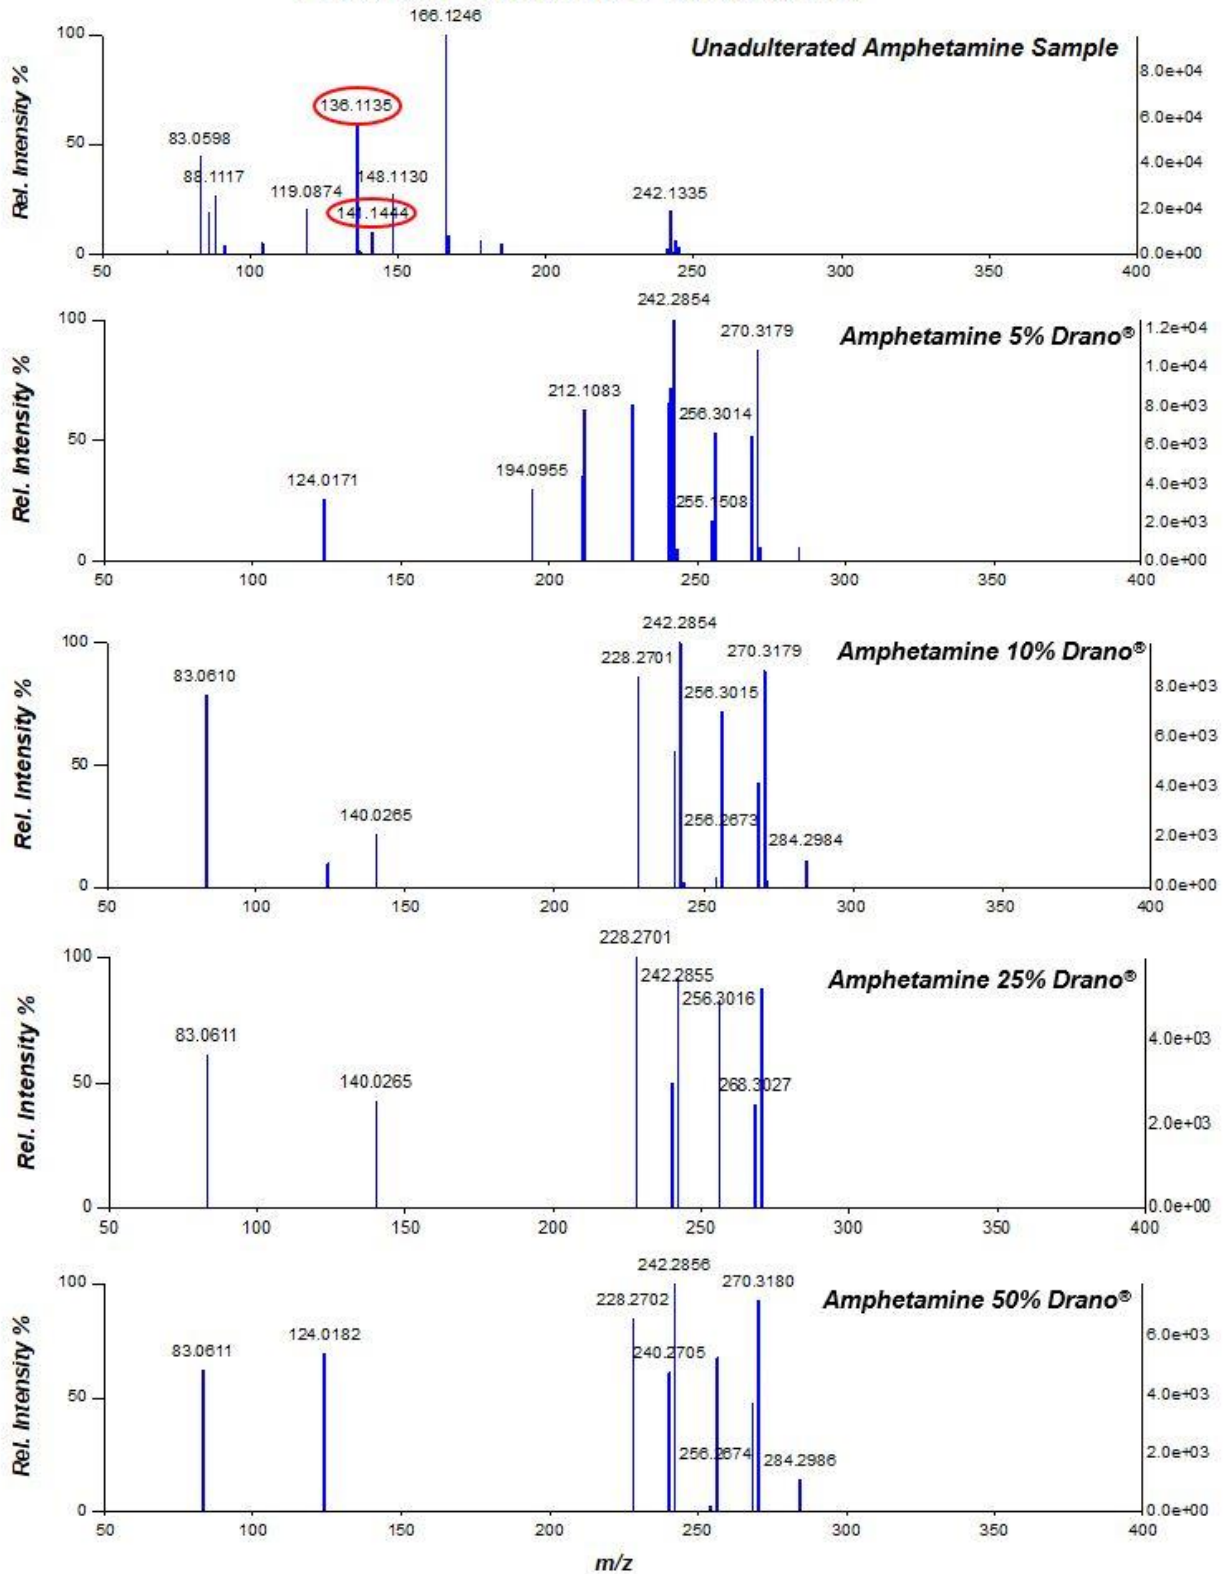 166.1246
Unadulterated Amphetamine Sample
Rel. Intensity %
100
50
0
136.1135
83.0598
88.1117
119.0874
148.1130
141.1444
242.1335
8.0e+04
6.0e+04
4.0e+04
2.0e+04
0.0e+00
50 100 150 200 250 300 350 400
242.2854
Amphetamine 5% Drano®
Rel. Intensity %
100
50
0
270.3179
212.1083
256.3014
194.0955
124.0171
255.1508
1.2e+04
1.0e+04
8.0e+03
6.0e+03
4.0e+03
2.0e+03
0.0e+00
50 100 150 200 250 300 350 400
242.2854
Amphetamine 10% Drano®
Rel. Intensity %
100
50
0
228.2701
270.3179
83.0610
256.3015
140.0265
256.2673
284.2984
8.0e+03
6.0e+03
4.0e+03
2.0e+03
0.0e+00
50 100 150 200 250 300 350 400
228.2701
Amphetamine 25% Drano®
Rel. Intensity %
100
50
0
242.2855
256.3016
83.0611
140.0265
268.3027
4.0e+03
2.0e+03
0.0e+00
50 100 150 200 250 300 350 400
242.2856
Amphetamine 50% Drano®
Rel. Intensity %
100
50
0
270.3180
228.2702
124.0182
83.0611
240.2705
256.2674
284.2986
6.0e+03
4.0e+03
2.0e+03
0.0e+00
50 100 150 200 250 300 350 400
m/z